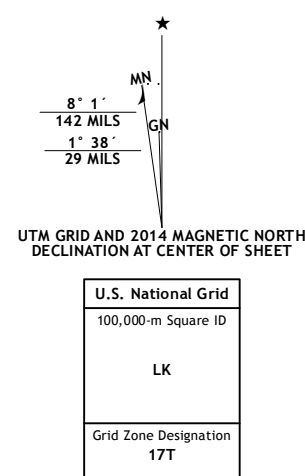 ★
MN
8° 1´
142 MILS
GN
1° 38´
29 MILS
UTM GRID AND 2014 MAGNETIC NORTH
DECLINATION AT CENTER OF SHEET
U.S. National Grid
100,000-m Square ID
LK
Grid Zone Designation
17T